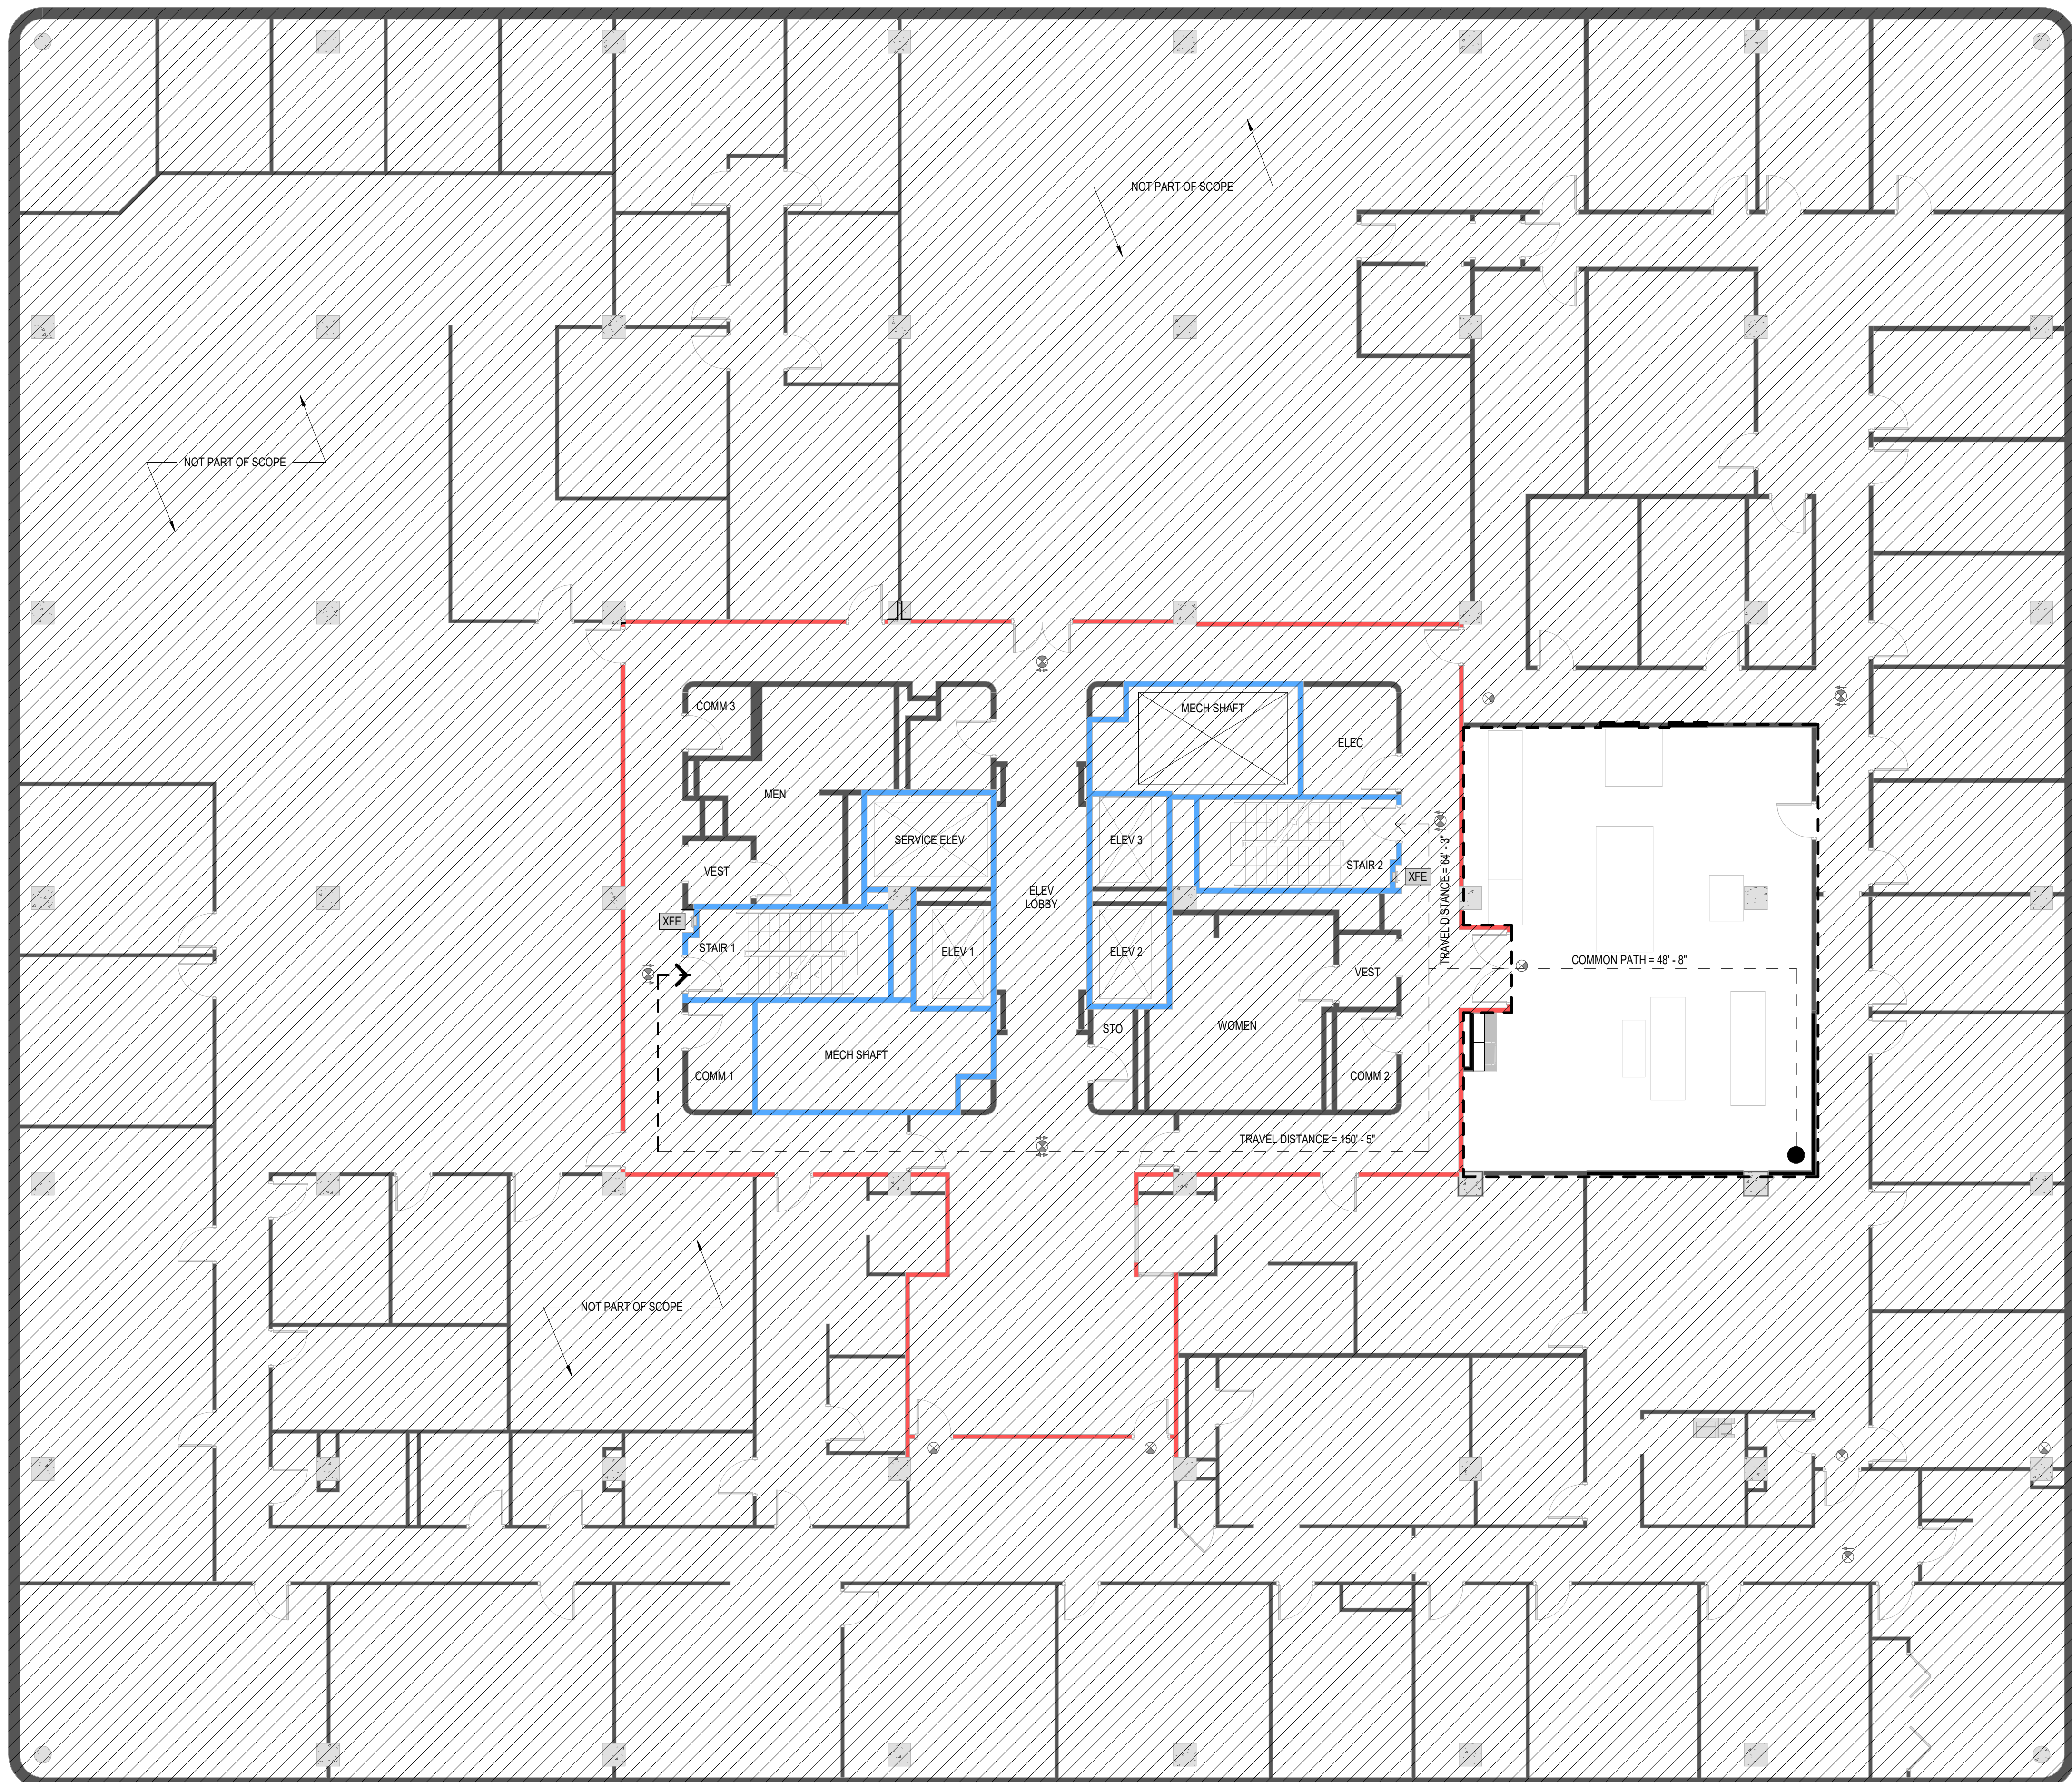 NOT PART OF SCOPE
NOT PART OF SCOPE
COMM 3
MECH SHAFT
ELEC
MEN
SERVICE ELEV
ELEV 3
TRAVEL DISTANCE = 64' - 3"
STAIR 2
VEST
XFE
ELEV
LOBBY
XFE
STAIR 1
ELEV 1
ELEV 2
COMMON PATH = 48' - 8"
VEST
STO
WOMEN
MECH SHAFT
COMM 1
COMM 2
TRAVEL DISTANCE = 150' - 5"
NOT PART OF SCOPE